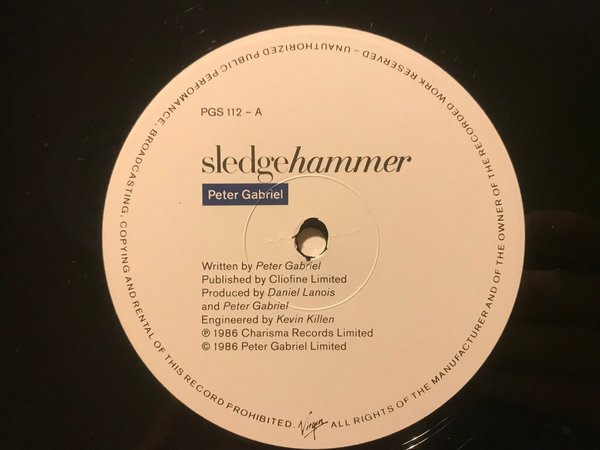 PGS 112 – A
sledgehammer
Peter Gabriel
Written by Peter Gabriel
Published by Cliofine Limited
Produced by Daniel Lanois
and Peter Gabriel
Engineered by Kevin Killen
℗ 1986 Charisma Records Limited
© 1986 Peter Gabriel Limited
ALL RIGHTS OF THE MANUFACTURER AND OF THE OWNER OF THE RECORDED WORK RESERVED – UNAUTHORIZED PUBLIC PERFOMANCE, BROADCASTING, COPYING AND RENTAL OF THIS RECORD PROHIBITED.
Virgin